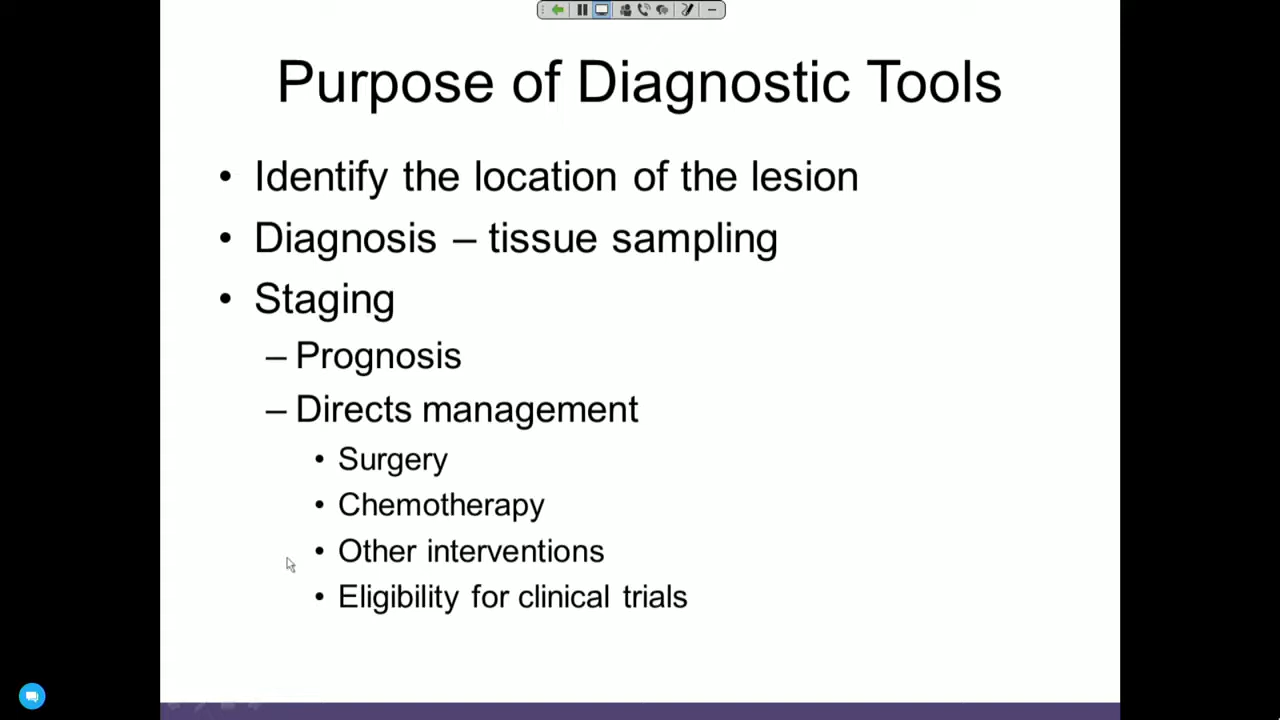 Purpose of Diagnostic Tools
• Identify the location of the lesion
• Diagnosis – tissue sampling
• Staging
– Prognosis
– Directs management
• Surgery
• Chemotherapy
• Other interventions
• Eligibility for clinical trials